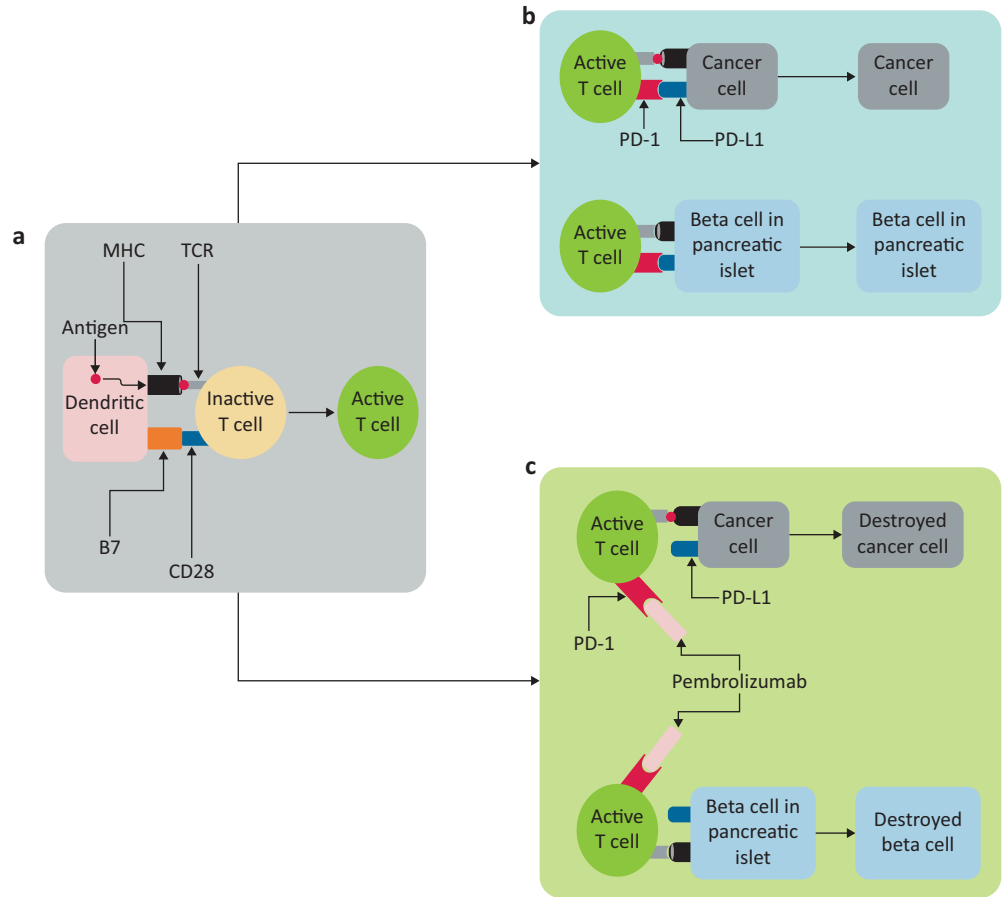 a
MHC
TCR
Antigen
Dendritic
cell
Inactive
T cell
Active
T cell
B7
CD28
b
Active
T cell
Cancer
cell
Cancer
cell
PD-1
PD-L1
Active
T cell
Beta cell in
pancreatic
islet
Beta cell in
pancreatic
islet
c
Active
T cell
Cancer
cell
Destroyed
cancer cell
PD-L1
PD-1
Pembrolizumab
Active
T cell
Beta cell in
pancreatic
islet
Destroyed
beta cell